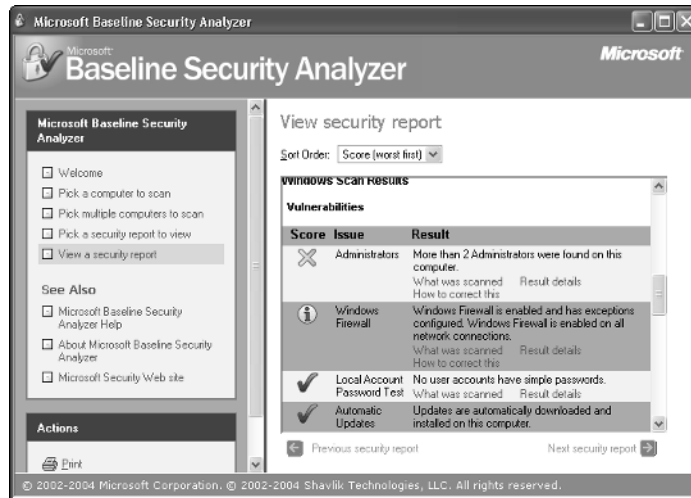 Microsoft Baseline Security Analyzer
Microsoft
Baseline Security Analyzer
Microsoft
Microsoft Baseline Security
Analyzer
Welcome
Pick a computer to scan
Pick multiple computers to scan
Pick a security report to view
View a security report
See Also
Microsoft Baseline Security
Analyzer Help
About Microsoft Baseline Security
Analyzer
Microsoft Security Web site
Actions
Print
View security report
Sort Order: Score (worst first)
Windows Scan Results
Vulnerabilities
Score Issue Result
Administrators More than 2 Administrators were found on this
computer.
What was scanned Result details
How to correct this
Windows Windows Firewall is enabled and has exceptions
Firewall configured. Windows Firewall is enabled on all
network connections.
What was scanned Result details
How to correct this
Local Account No user accounts have simple passwords.
Password Test What was scanned Result details
Automatic Updates are automatically downloaded and
Updates installed on this computer.
Previous security report Next security report
© 2002-2004 Microsoft Corporation. © 2002-2004 Shavlik Technologies, LLC. All rights reserved.